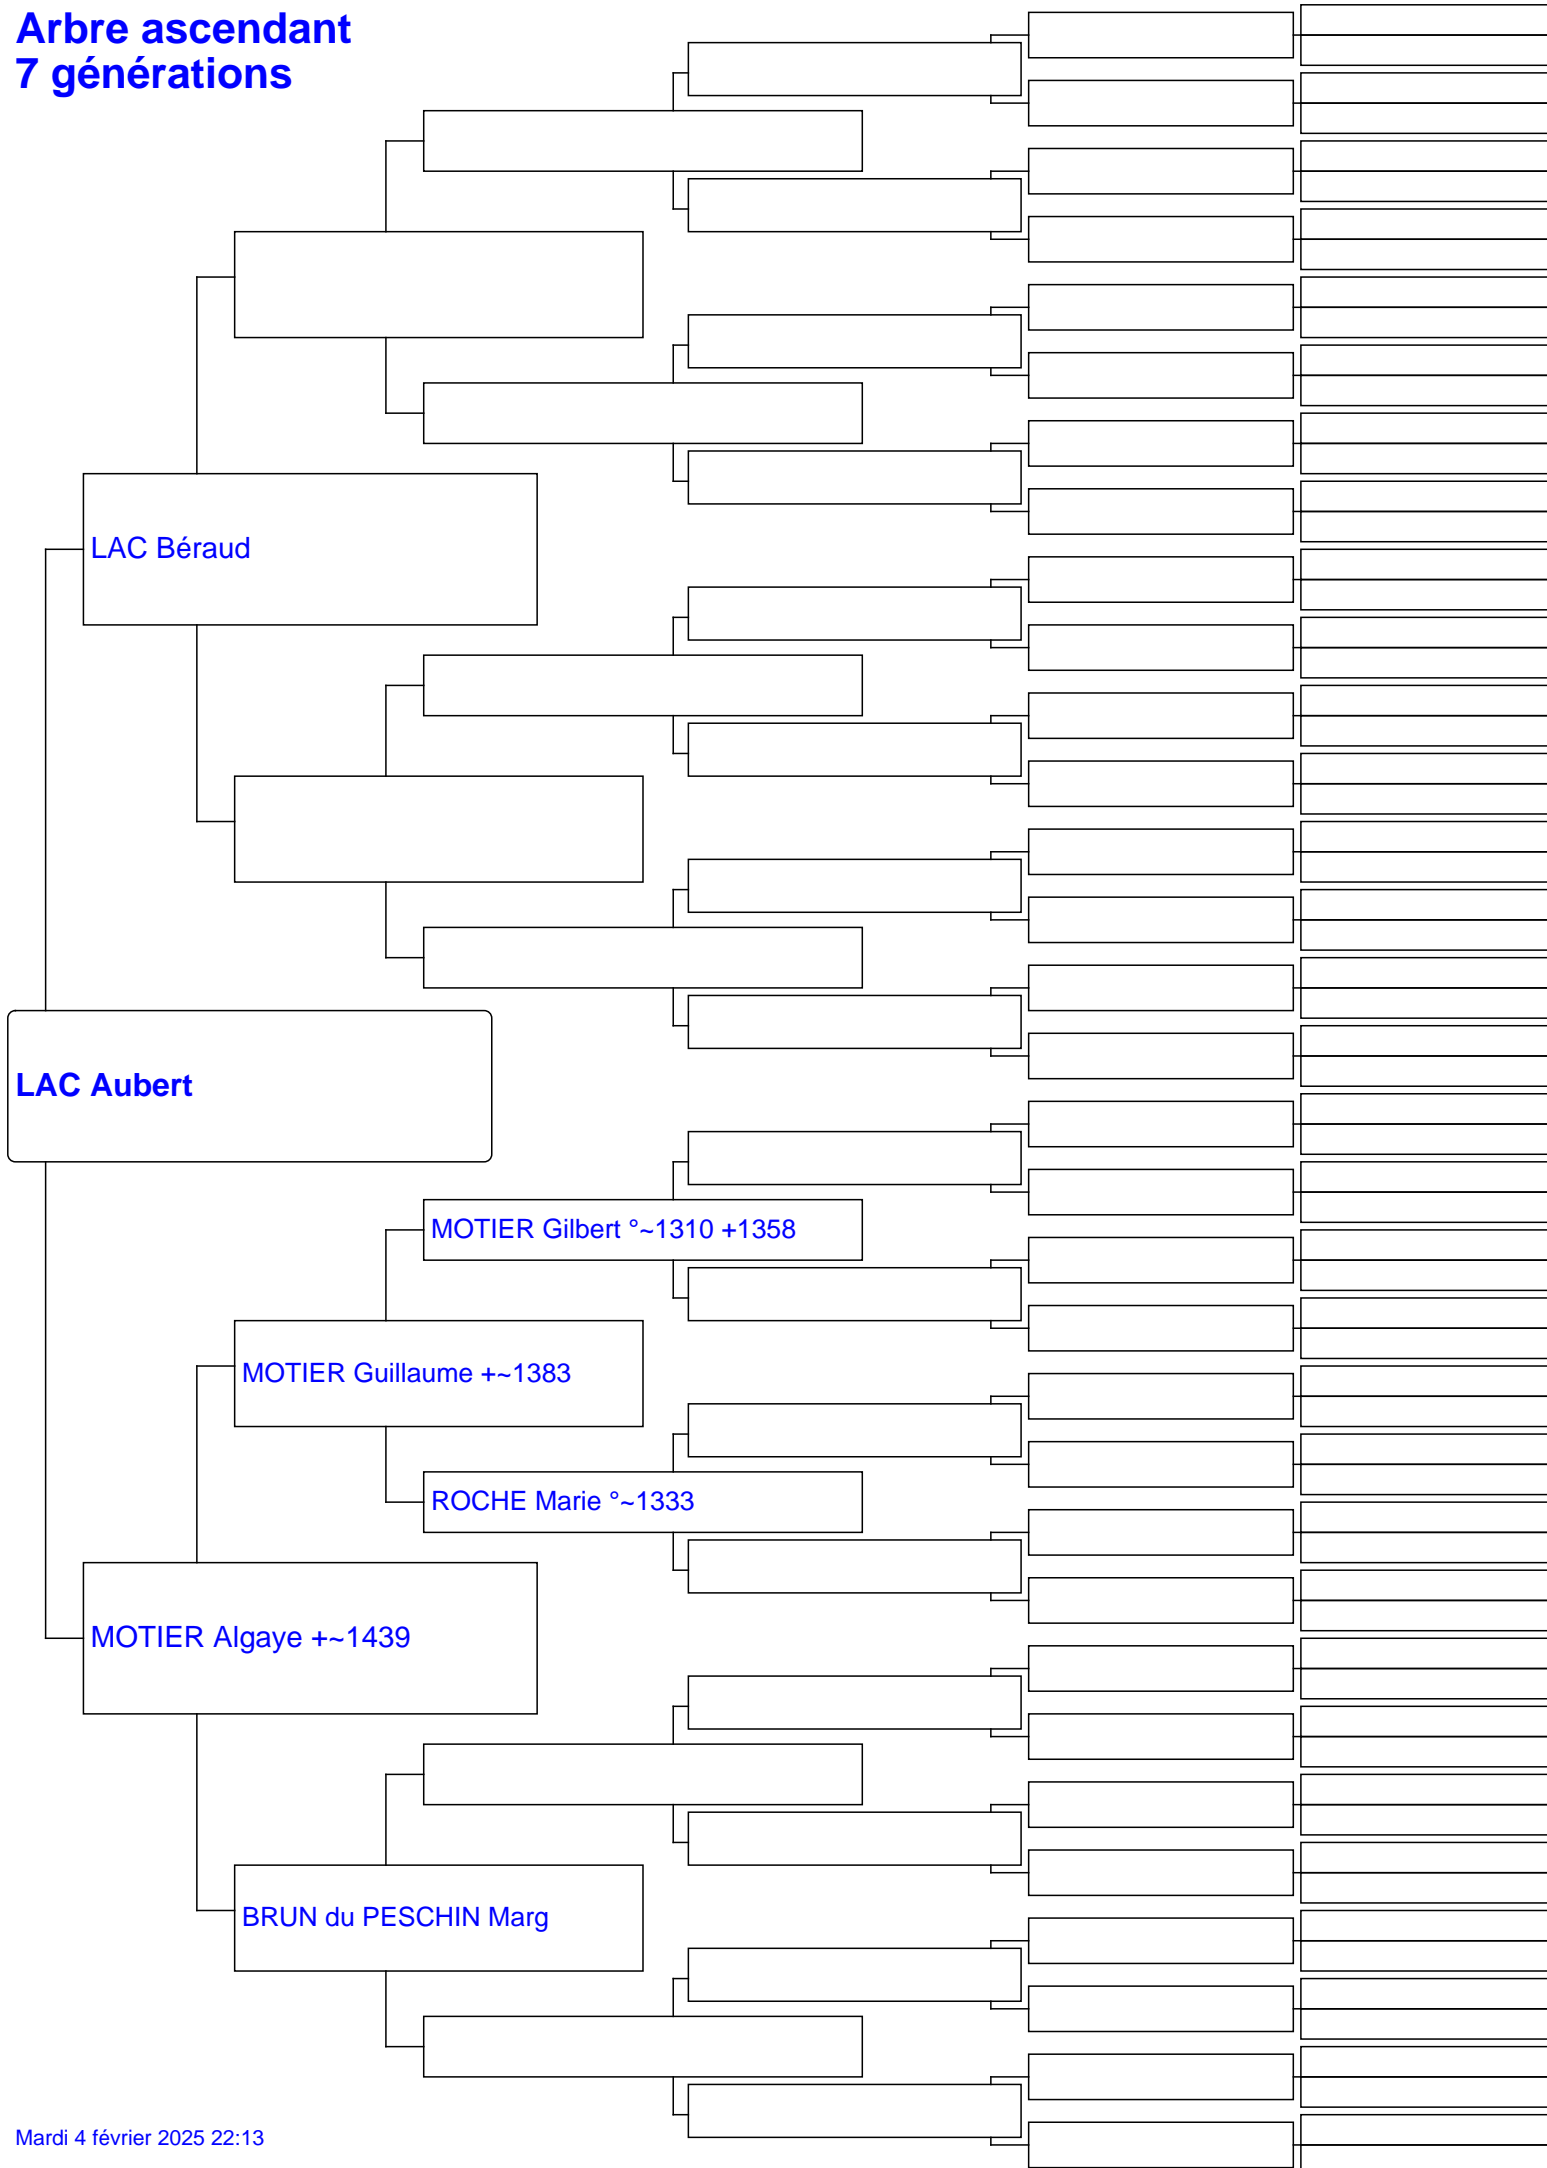 Arbre ascendant
7 générations
LAC Béraud
LAC Aubert
MOTIER Gilbert °~1310 +1358
MOTIER Guillaume +~1383
ROCHE Marie °~1333
MOTIER Algaye +~1439
BRUN du PESCHIN Marg
Mardi 4 février 2025 22:13